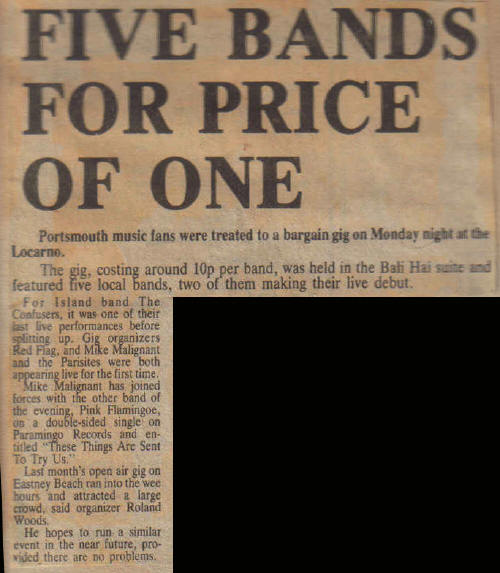 FIVE BANDS
FOR PRICE
OF ONE
Portsmouth music fans were treated to a bargain gig on Monday night at the
Locarno.
The gig, costing around 10p per band, was held in the Bali Hai suite and
featured five local bands, two of them making their live debut.
For Island band The
Confusers, it was one of their
last live performances before
splitting up. Gig organizers
Red Flag, and Mike Malignant
and the Parisites were both
appearing live for the first time.
Mike Malignant has joined
forces with the other band of
the evening, Pink Flamingoe,
on a double-sided single on
Paramingo Records and en-
titled "These Things Are Sent
To Try Us."
Last month's open air gig on
Eastney Beach ran into the wee
hours and attracted a large
crowd, said organizer Roland
Woods.
He hopes to run a similar
event in the near future, pro-
vided there are no problems.